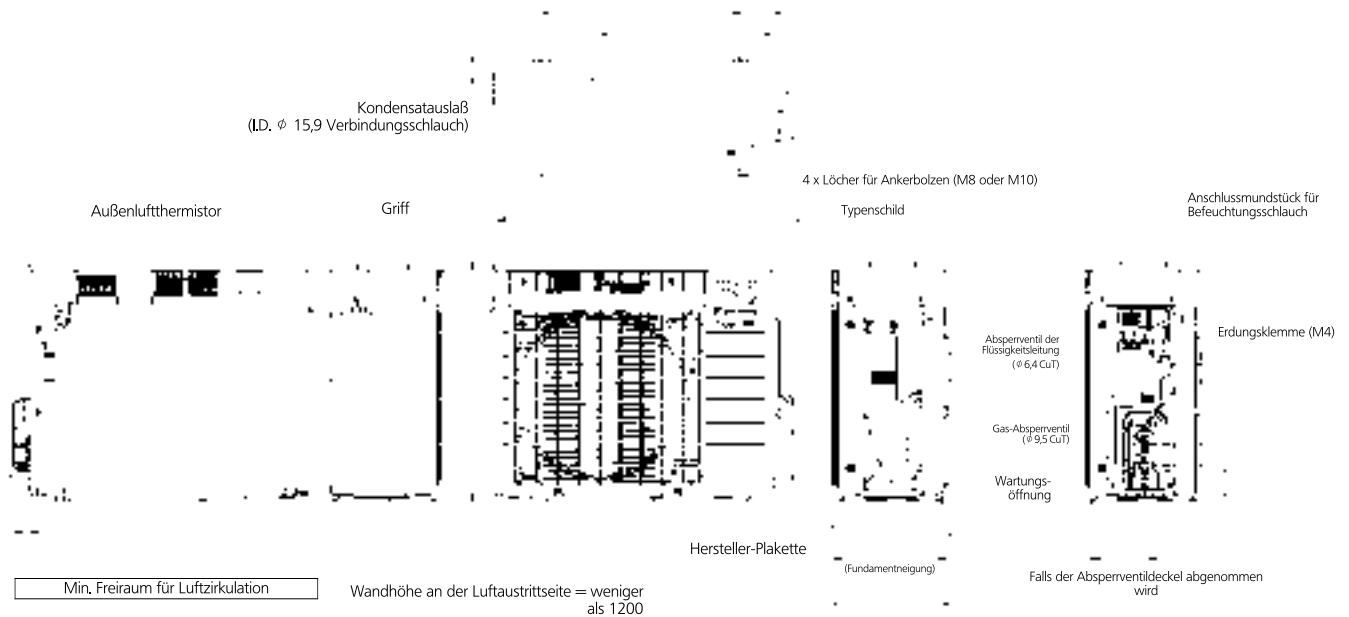 Kondensatauslaß
(I.D. ϕ 15,9 Verbindungsschlauch)
4 x Löcher für Ankerbolzen (M8 oder M10)
Außenluftthermistor
Griff
Typenschild
Anschlussmundstück für
Befeuchtungsschlauch
Absperrventil der
Flüssigkeitsleitung
(ϕ 6,4 CuT)
Erdungsklemme (M4)
Gas-Absperrventil
(ϕ 9,5 CuT)
Wartungs-
öffnung
Hersteller-Plakette
(Fundamentneigung)
Min. Freiraum für Luftzirkulation
Wandhöhe an der Luftaustrittseite = weniger
als 1200
Falls der Absperrventildeckel abgenommen
wird